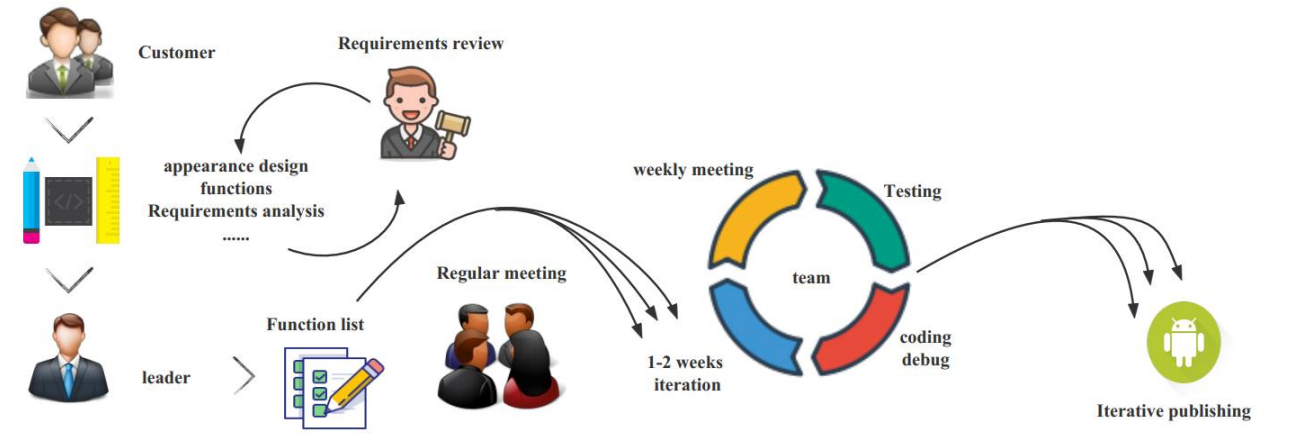 Customer
Requirements review
appearance design
functions
Requirements analysis
......
leader
Function list
Regular meeting
1-2 weeks
iteration
weekly meeting
Testing
team
coding
debug
Iterative publishing